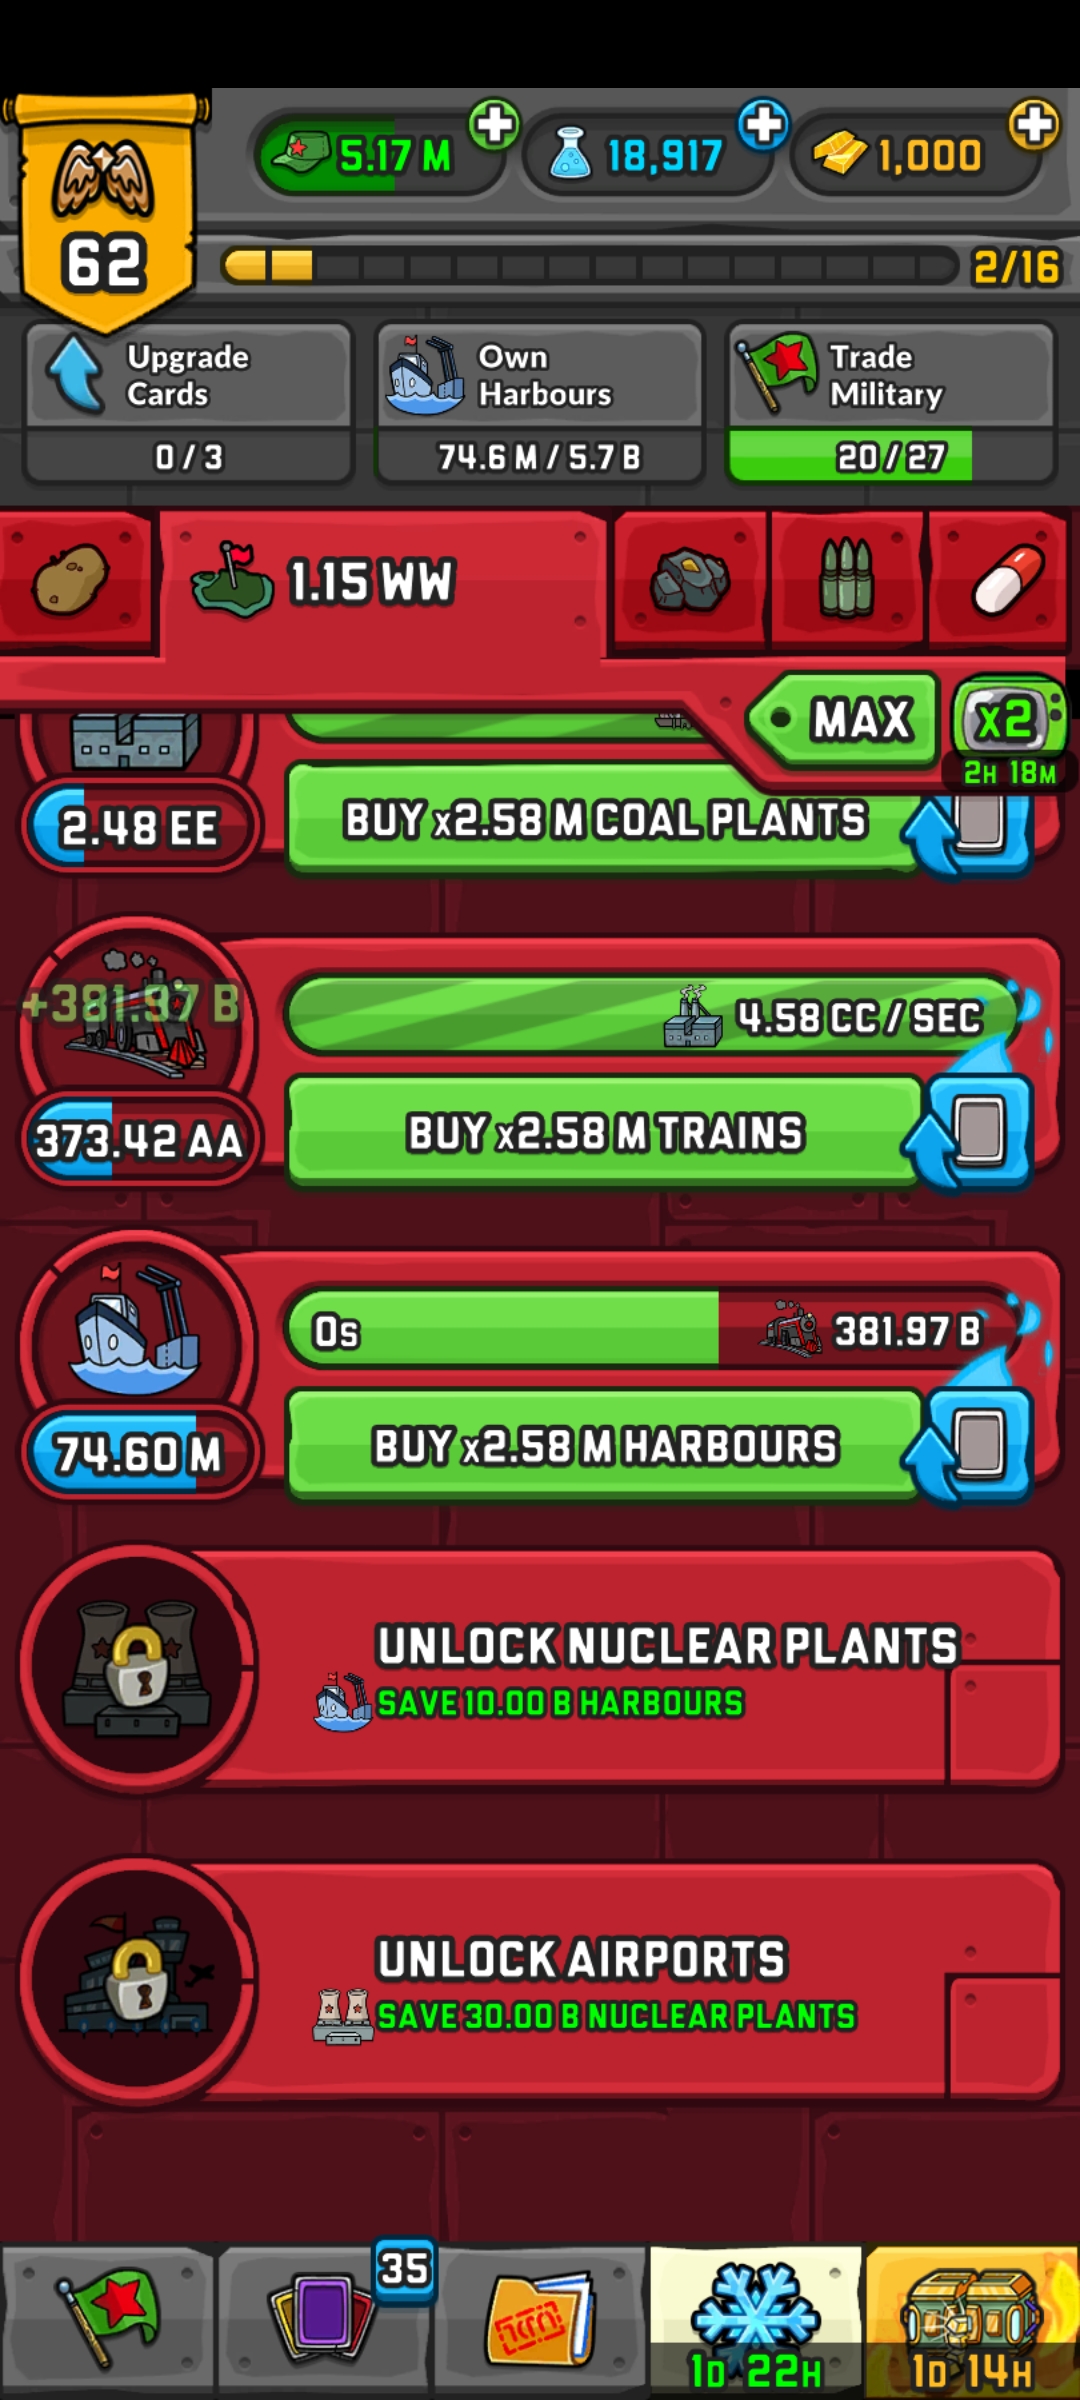 62
5.17 M
18,917
1,000
2/16
Upgrade Cards
0 / 3
Own Harbours
74.6 M / 5.7 B
Trade Military
20 / 27
1.15 WW
MAX
x2
2H 18M
2.48 EE
BUY x2.58 M COAL PLANTS
+381.97 B
4.58 CC / SEC
373.42 AA
BUY x2.58 M TRAINS
0s
381.97 B
74.60 M
BUY x2.58 M HARBOURS
UNLOCK NUCLEAR PLANTS
SAVE 10.00 B HARBOURS
UNLOCK AIRPORTS
SAVE 30.00 B NUCLEAR PLANTS
35
1D 22H
1D 14H